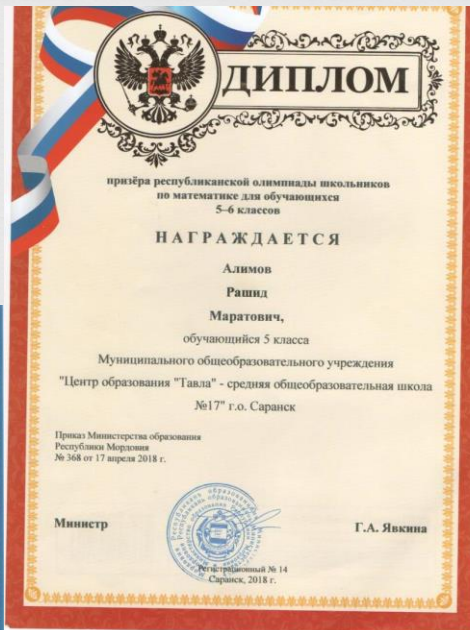 ДИПЛОМ
призёра республиканской олимпиады школьников
по математике для обучающихся
5–6 классов
НАГРАЖДАЕТСЯ
Алимов
Рашид
Маратович,
обучающийся 5 класса
Муниципального общеобразовательного учреждения
"Центр образования "Тавла" - средняя общеобразовательная школа
№17" г.о. Саранск
Приказ Министерства образования
Республики Мордовия
№ 368 от 17 апреля 2018 г.
Министр
Г.А. Явкина
Регистрационный № 14
Саранск, 2018 г.